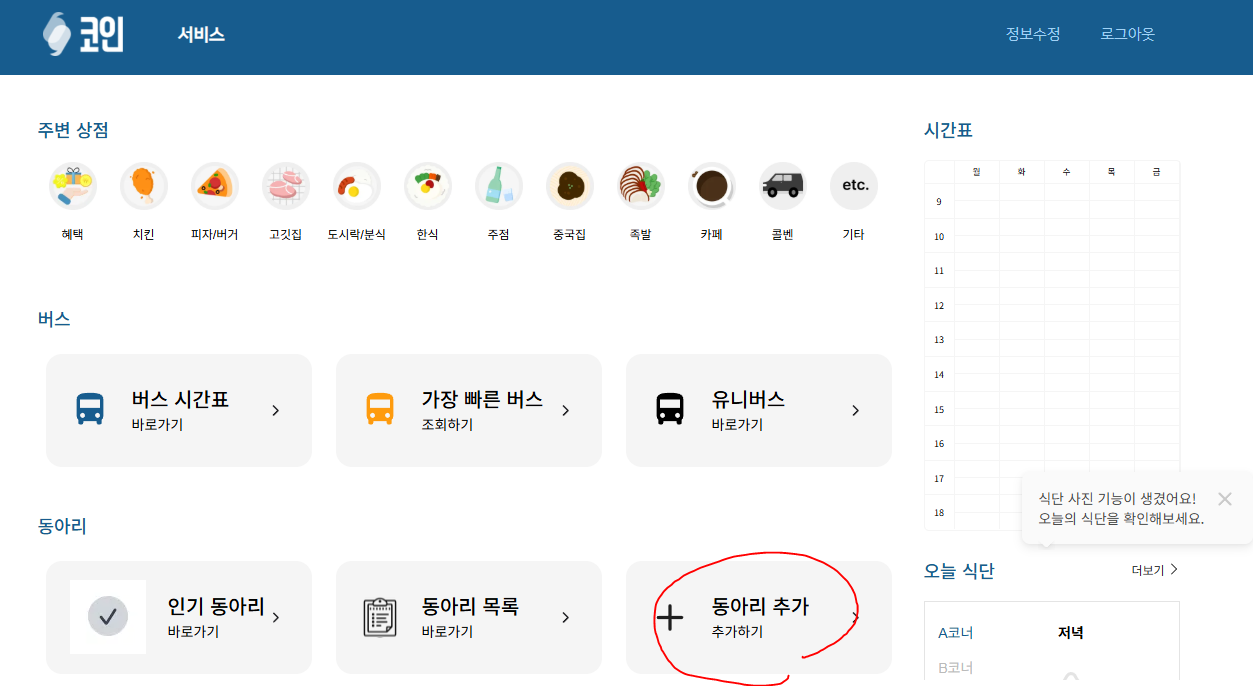 코인
서비스
정보수정
로그아웃
주변 상점
etc.
혜택
치킨
피자/버거
고깃집
도시락/분식
한식
주점
중국집
족발
카페
콜벤
기타
버스
버스 시간표
바로가기
가장 빠른 버스
조회하기
유니버스
바로가기
동아리
인기 동아리
바로가기
동아리 목록
바로가기
동아리 추가
추가하기
시간표
월 화 수 목 금
9
10
11
12
13
14
15
16
17
18
식단 사진 기능이 생겼어요!
오늘의 식단을 확인해보세요.
오늘 식단
더보기
A코너
저녁
B코너